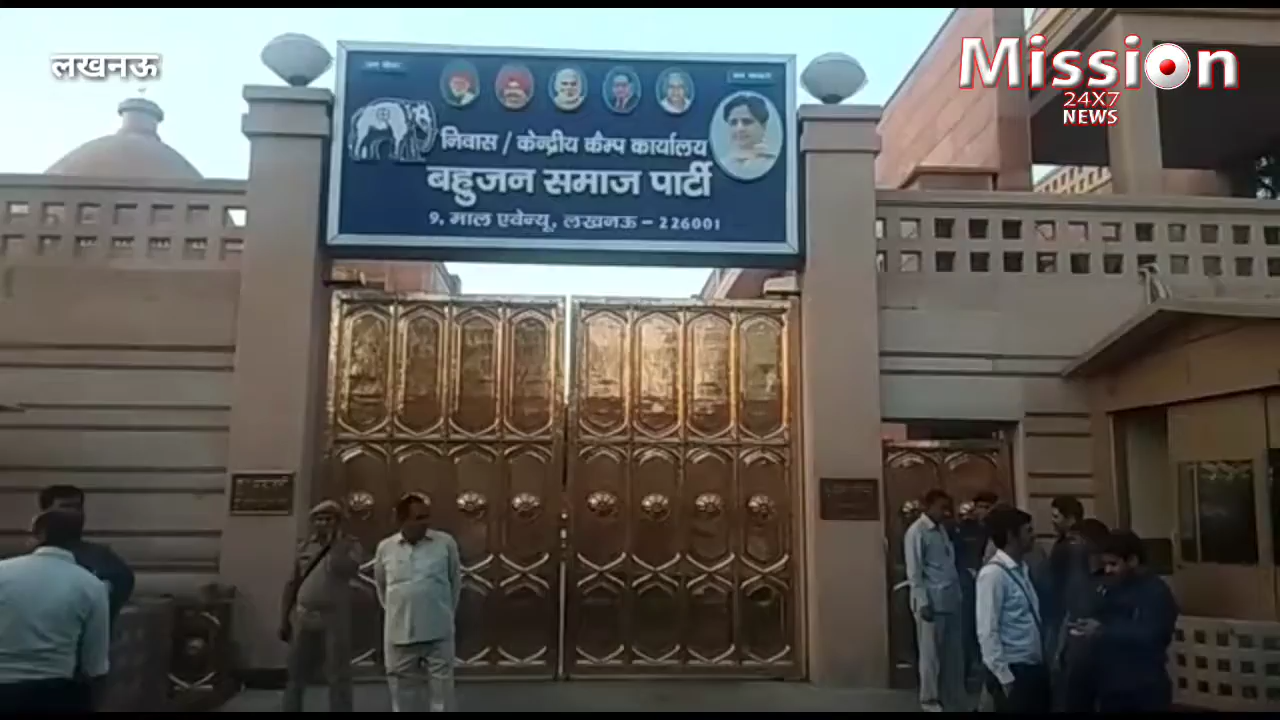 लखनऊ
Mission
24X7
NEWS
निवास / केन्द्रीय कैम्प कार्यालय
बहुजन समाज पार्टी
9, माल एवेन्यू, लखनऊ - 226001